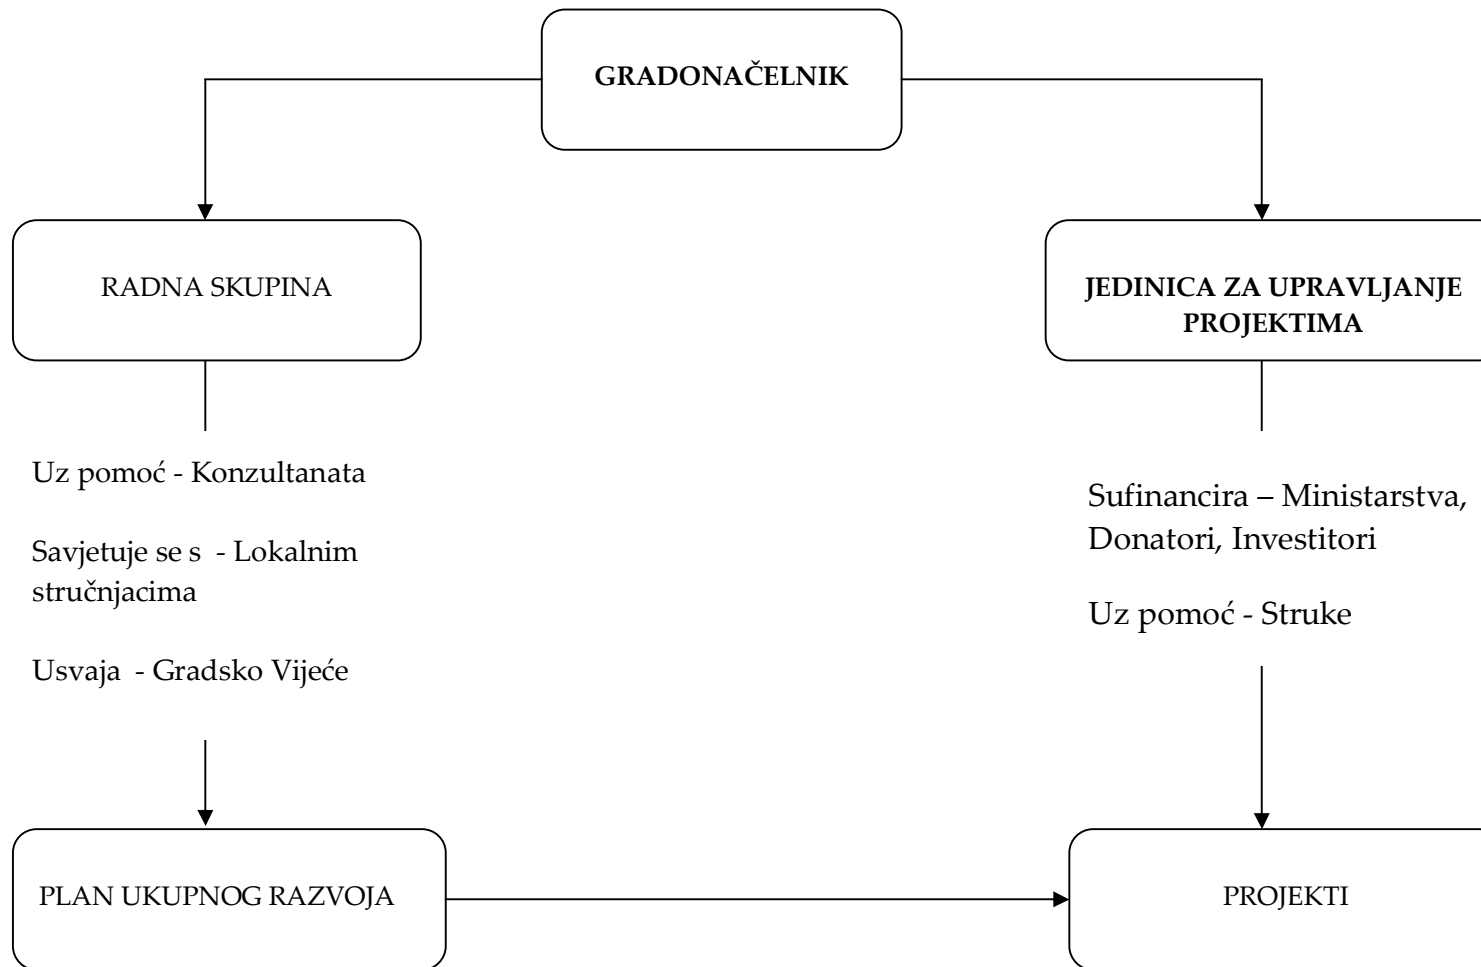 GRADONAČELNIK
RADNA SKUPINA
JEDINICA ZA UPRAVLJANJE
PROJEKTIMA
Uz pomoć - Konzultanata
Savjetuje se s  - Lokalnim
stručnjacima
Usvaja  - Gradsko Vijeće
Sufinancira – Ministarstva,
Donatori, Investitori
Uz pomoć - Struke
PLAN UKUPNOG RAZVOJA
PROJEKTI